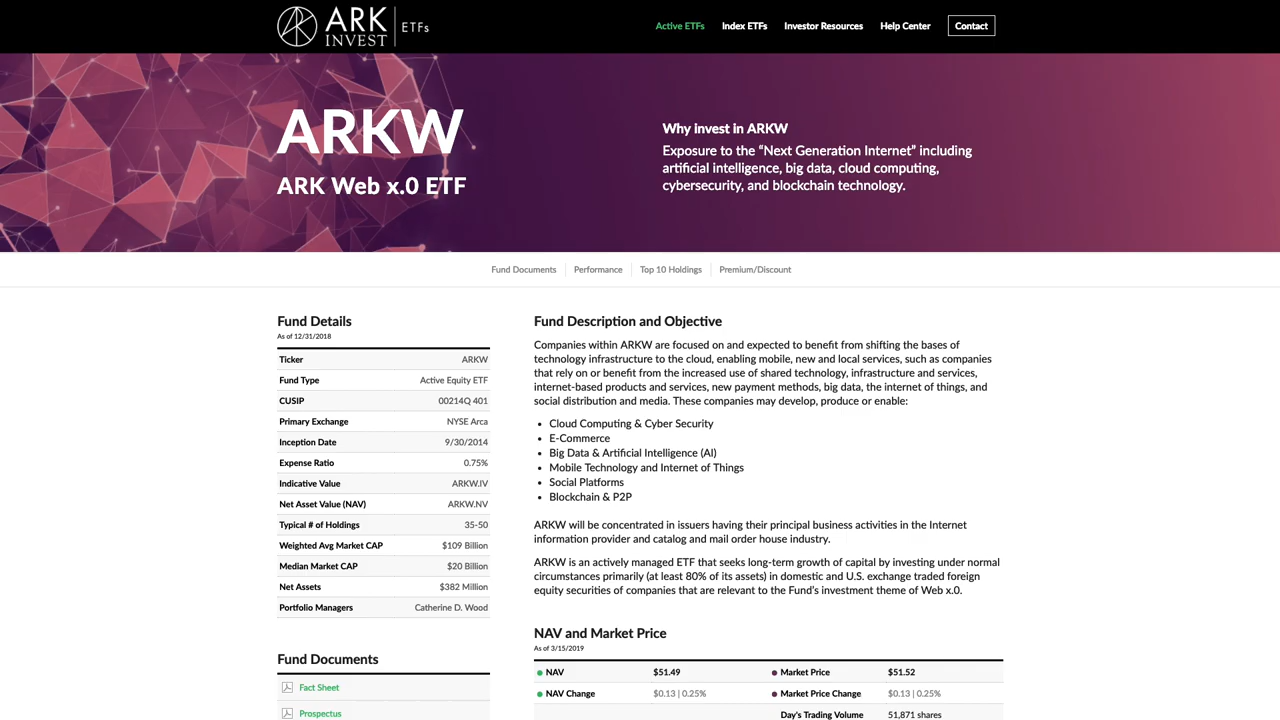 ARK INVEST ETFs
Active ETFs
Index ETFs
Investor Resources
Help Center
Contact
ARKW
ARK Web x.0 ETF
Why invest in ARKW
Exposure to the “Next Generation Internet” including
artificial intelligence, big data, cloud computing,
cybersecurity, and blockchain technology.
Fund Documents
Performance
Top 10 Holdings
Premium/Discount
Fund Details
As of 12/31/2018
Ticker ARKW
Fund Type Active Equity ETF
CUSIP 00214Q 401
Primary Exchange NYSE Arca
Inception Date 9/30/2014
Expense Ratio 0.75%
Indicative Value ARKW.IV
Net Asset Value (NAV) ARKW.NV
Typical # of Holdings 35-50
Weighted Avg Market CAP $109 Billion
Median Market CAP $20 Billion
Net Assets $382 Million
Portfolio Managers Catherine D. Wood
Fund Documents
Fact Sheet
Prospectus
Fund Description and Objective
Companies within ARKW are focused on and expected to benefit from shifting the bases of
technology infrastructure to the cloud, enabling mobile, new and local services, such as companies
that rely on or benefit from the increased use of shared technology, infrastructure and services,
internet-based products and services, new payment methods, big data, the internet of things, and
social distribution and media. These companies may develop, produce or enable:
• Cloud Computing & Cyber Security
• E-Commerce
• Big Data & Artificial Intelligence (AI)
• Mobile Technology and Internet of Things
• Social Platforms
• Blockchain & P2P
ARKW will be concentrated in issuers having their principal business activities in the Internet
information provider and catalog and mail order house industry.
ARKW is an actively managed ETF that seeks long-term growth of capital by investing under normal
circumstances primarily (at least 80% of its assets) in domestic and U.S. exchange traded foreign
equity securities of companies that are relevant to the Fund’s investment theme of Web x.0.
NAV and Market Price
As of 3/15/2019
NAV $51.49 Market Price $51.52
NAV Change $0.13 | 0.25% Market Price Change $0.13 | 0.25%
Day's Trading Volume 51,871 shares